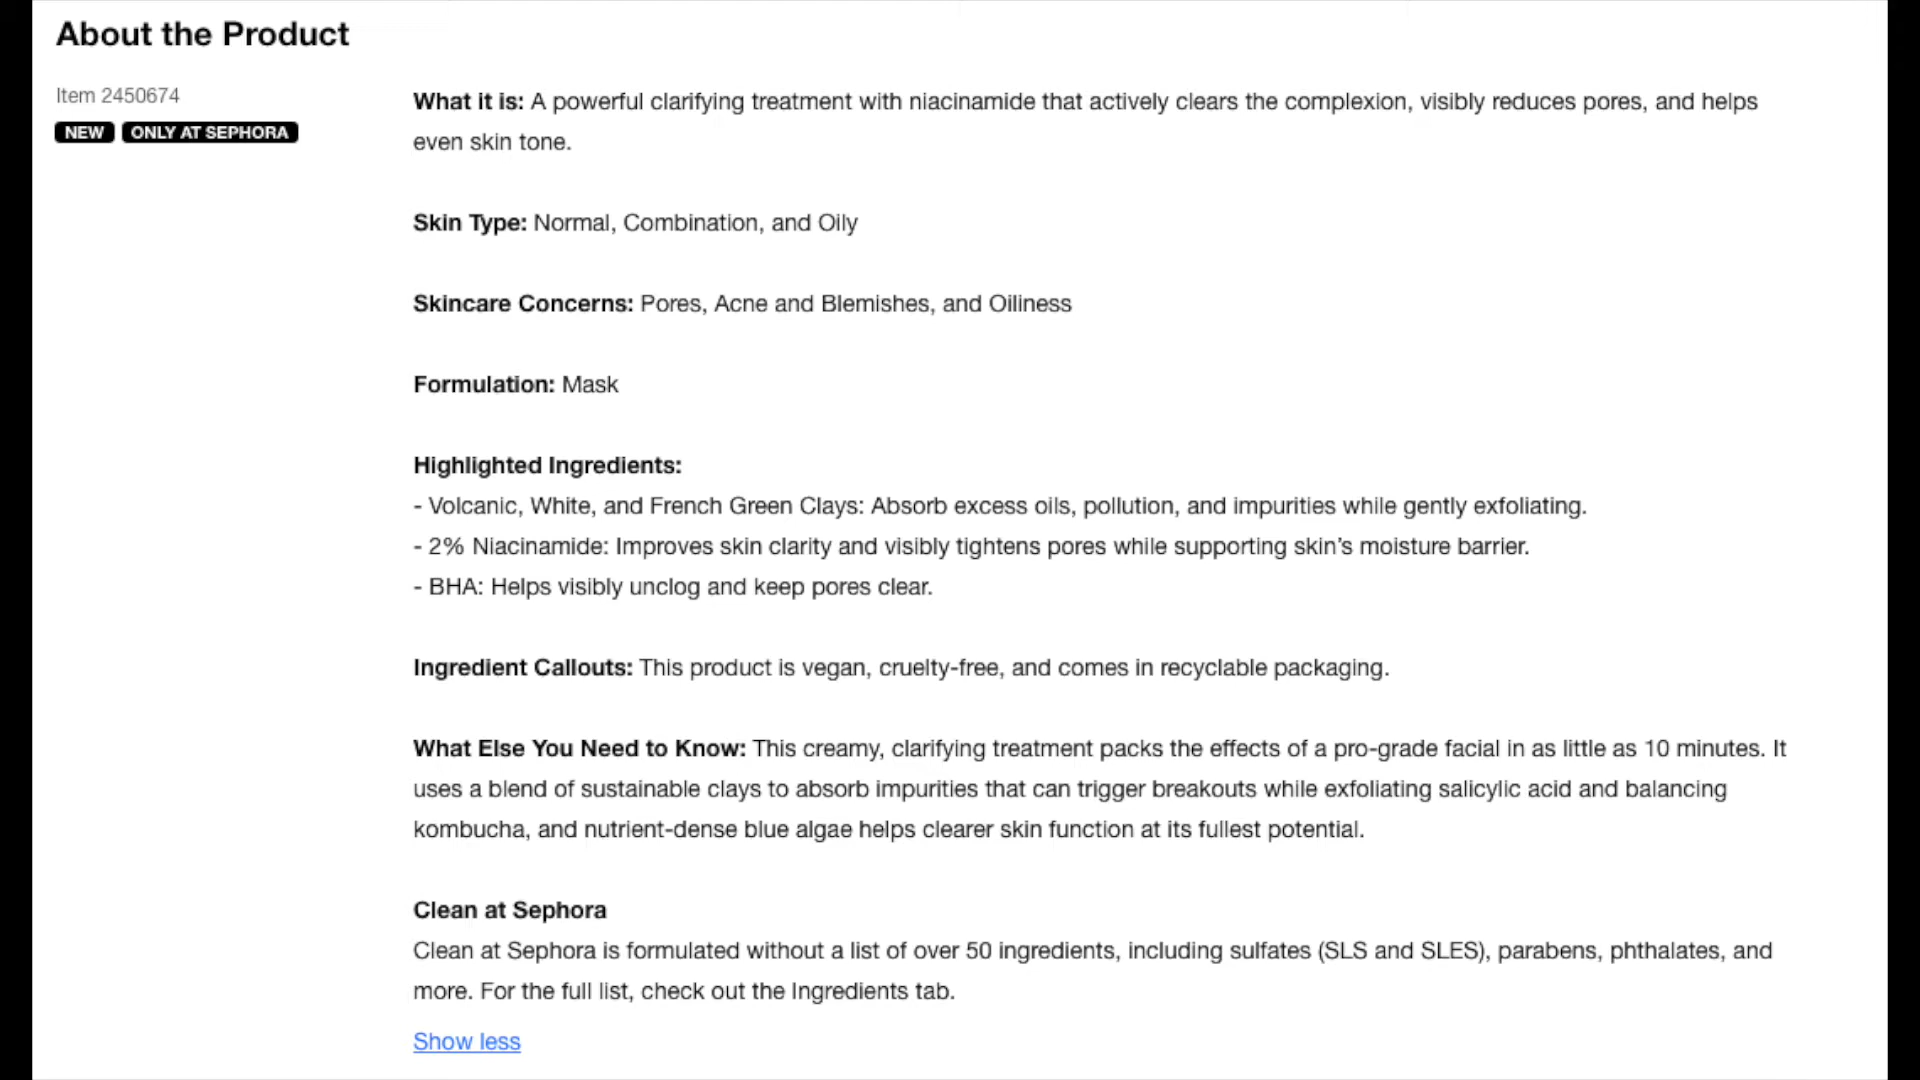 About the Product
Item 2450674
NEW ONLY AT SEPHORA
What it is: A powerful clarifying treatment with niacinamide that actively clears the complexion, visibly reduces pores, and helps
even skin tone.
Skin Type: Normal, Combination, and Oily
Skincare Concerns: Pores, Acne and Blemishes, and Oiliness
Formulation: Mask
Highlighted Ingredients:
- Volcanic, White, and French Green Clays: Absorb excess oils, pollution, and impurities while gently exfoliating.
- 2% Niacinamide: Improves skin clarity and visibly tightens pores while supporting skin’s moisture barrier.
- BHA: Helps visibly unclog and keep pores clear.
Ingredient Callouts: This product is vegan, cruelty-free, and comes in recyclable packaging.
What Else You Need to Know: This creamy, clarifying treatment packs the effects of a pro-grade facial in as little as 10 minutes. It
uses a blend of sustainable clays to absorb impurities that can trigger breakouts while exfoliating salicylic acid and balancing
kombucha, and nutrient-dense blue algae helps clearer skin function at its fullest potential.
Clean at Sephora
Clean at Sephora is formulated without a list of over 50 ingredients, including sulfates (SLS and SLES), parabens, phthalates, and
more. For the full list, check out the Ingredients tab.
Show less